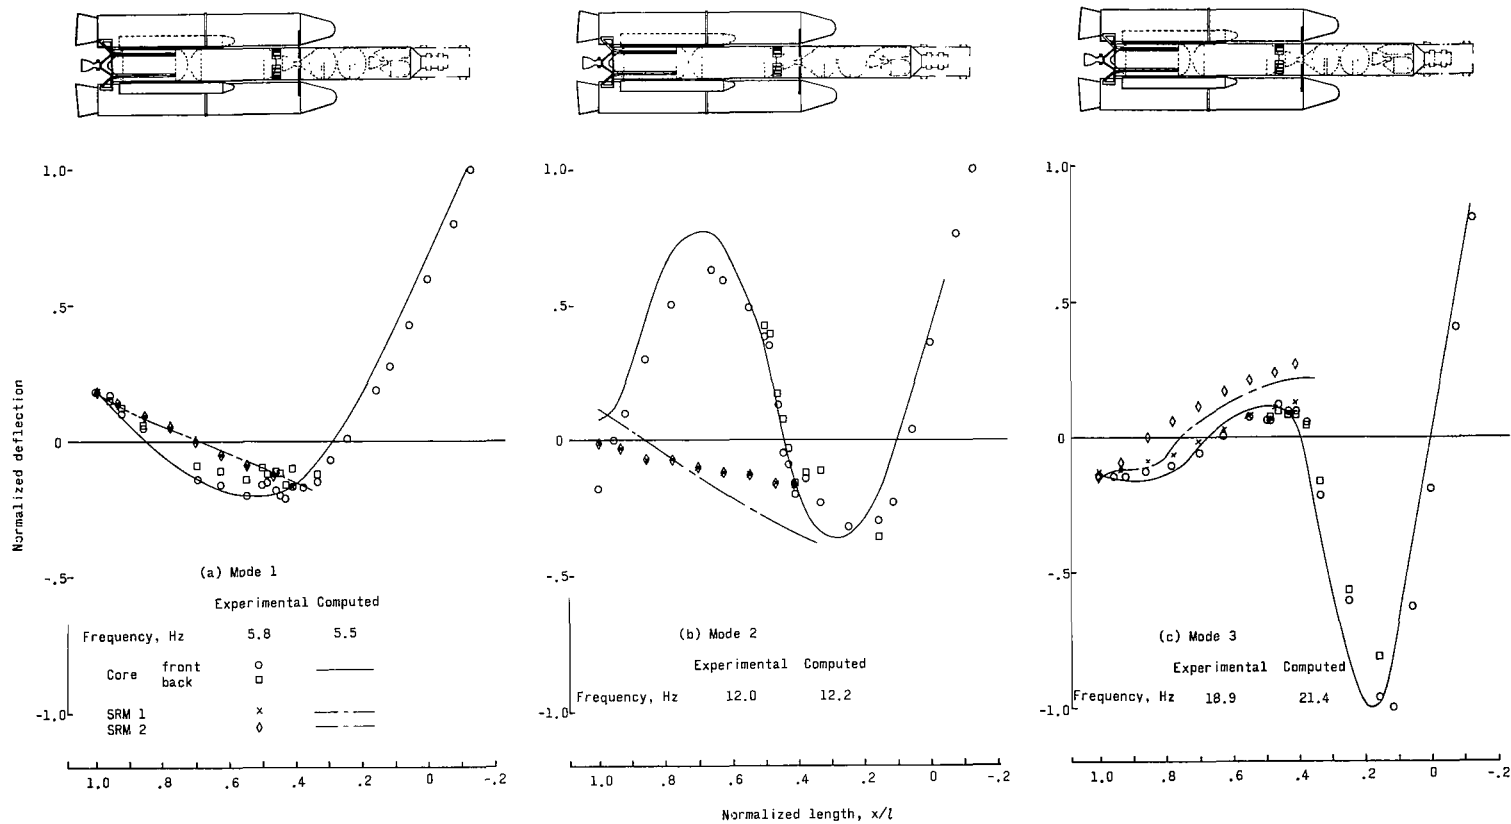 1.0
.5
0
-.5
-1.0
Normalized deflection
(a) Mode 1
Experimental Computed
Frequency, Hz 5.8 5.5
Core front
back
SRM 1
SRM 2
1.0 .8 .6 .4 .2 0 -.2
1.0
.5
0
-.5
-1.0
(b) Mode 2
Experimental Computed
Frequency, Hz 12.0 12.2
1.0 .8 .6 .4 .2 0 -.2
Normalized length, x/l
1.0
.5
0
-.5
-1.0
(c) Mode 3
Experimental Computed
Frequency, Hz 18.9 21.4
1.0 .8 .6 .4 .2 0 -.2